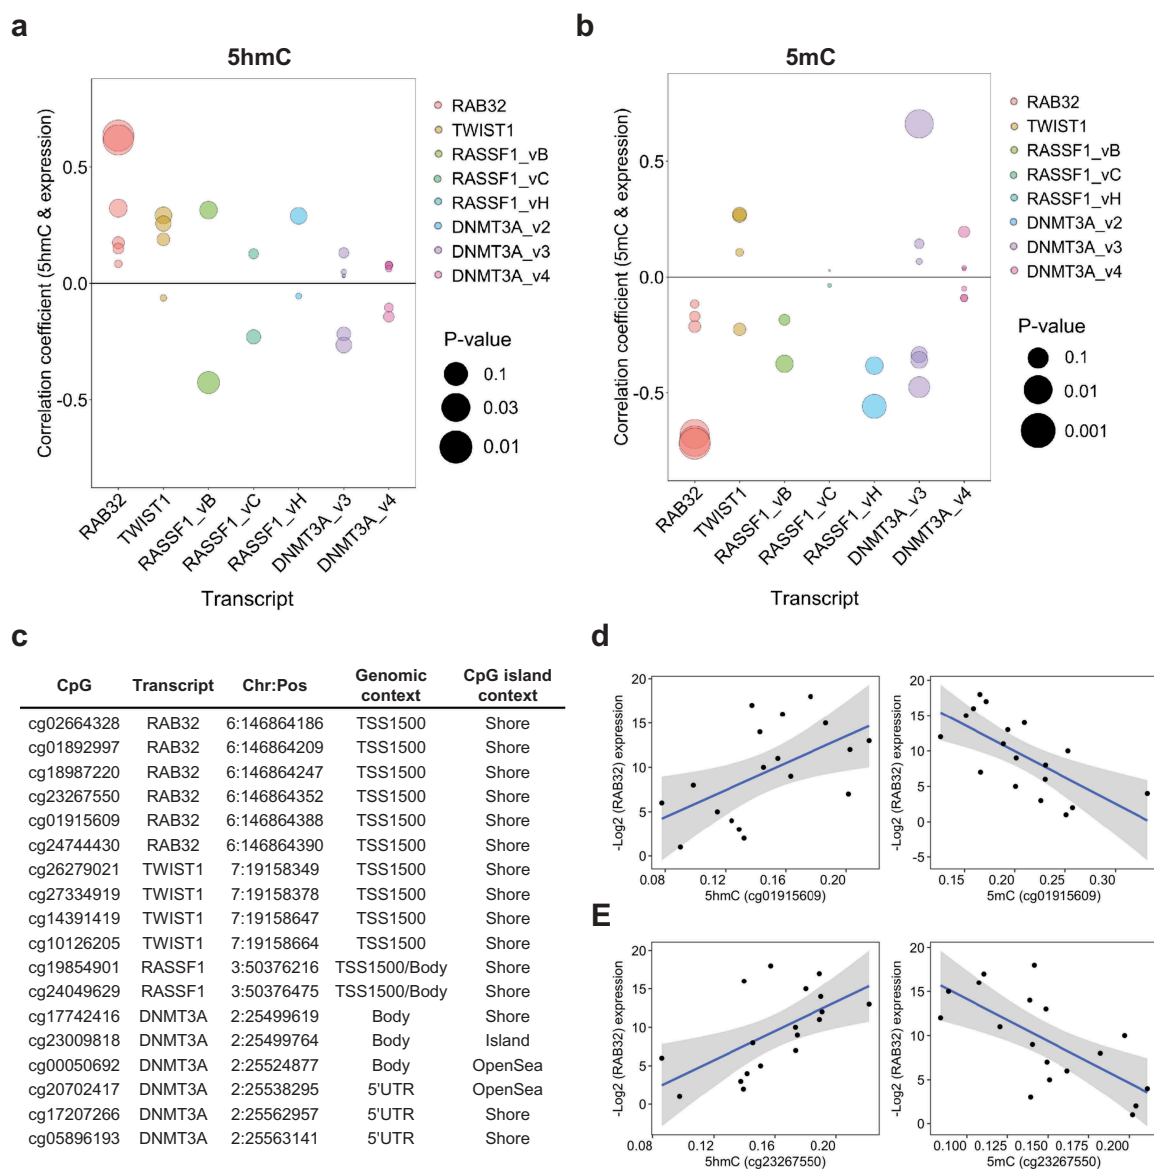 a
5hmC
Correlation coefficient (5hmC & expression)
0.5
0.0
-0.5
RAB32
TWIST1
RASSF1_vB
RASSF1_vC
RASSF1_vH
DNMT3A_v3
DNMT3A_v4
Transcript
RAB32
TWIST1
RASSF1_vB
RASSF1_vC
RASSF1_vH
DNMT3A_v2
DNMT3A_v3
DNMT3A_v4
P-value
0.1
0.03
0.01
b
5mC
Correlation coefficient (5mC & expression)
0.5
0.0
-0.5
RAB32
TWIST1
RASSF1_vB
RASSF1_vC
RASSF1_vH
DNMT3A_v3
DNMT3A_v4
Transcript
RAB32
TWIST1
RASSF1_vB
RASSF1_vC
RASSF1_vH
DNMT3A_v2
DNMT3A_v3
DNMT3A_v4
P-value
0.1
0.01
0.001
c
CpG Transcript Chr:Pos Genomic context CpG island context
cg02664328 RAB32 6:146864186 TSS1500 Shore
cg01892997 RAB32 6:146864209 TSS1500 Shore
cg18987220 RAB32 6:146864247 TSS1500 Shore
cg23267550 RAB32 6:146864352 TSS1500 Shore
cg01915609 RAB32 6:146864388 TSS1500 Shore
cg24744430 RAB32 6:146864390 TSS1500 Shore
cg26279021 TWIST1 7:19158349 TSS1500 Shore
cg27334919 TWIST1 7:19158378 TSS1500 Shore
cg14391419 TWIST1 7:19158647 TSS1500 Shore
cg10126205 TWIST1 7:19158664 TSS1500 Shore
cg19854901 RASSF1 3:50376216 TSS1500/Body Shore
cg24049629 RASSF1 3:50376475 TSS1500/Body Shore
cg17742416 DNMT3A 2:25499619 Body Shore
cg23009818 DNMT3A 2:25499764 Body Island
cg00050692 DNMT3A 2:25524877 Body OpenSea
cg20702417 DNMT3A 2:25538295 5'UTR OpenSea
cg17207266 DNMT3A 2:25562957 5'UTR Shore
cg05896193 DNMT3A 2:25563141 5'UTR Shore
d
-Log2 (RAB32) expression
20
15
10
5
0
0.08 0.12 0.16 0.20
5hmC (cg01915609)
-Log2 (RAB32) expression
20
15
10
5
0
-5
0.15 0.20 0.25 0.30
5mC (cg01915609)
E
-Log2 (RAB32) expression
20
15
10
5
0
0.08 0.12 0.16 0.20
5hmC (cg23267550)
-Log2 (RAB32) expression
20
15
10
5
0
0.100 0.125 0.150 0.175 0.200
5mC (cg23267550)